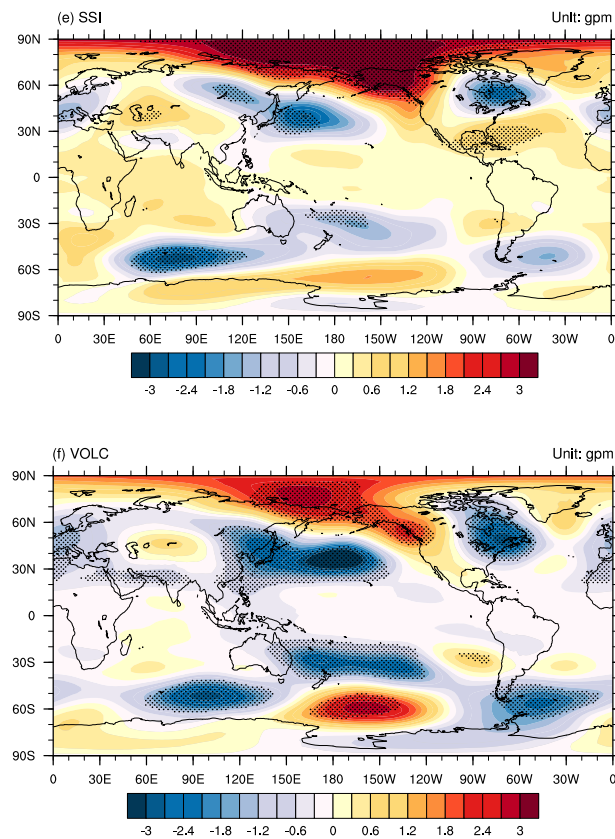 (e) SSI Unit: gpm
90N
60N
30N
0
30S
60S
90S
0 30E 60E 90E 120E 150E 180 150W 120W 90W 60W 30W 0
-3 -2.4 -1.8 -1.2 -0.6 0 0.6 1.2 1.8 2.4 3
(f) VOLC Unit: gpm
90N
60N
30N
0
30S
60S
90S
0 30E 60E 90E 120E 150E 180 150W 120W 90W 60W 30W 0
-3 -2.4 -1.8 -1.2 -0.6 0 0.6 1.2 1.8 2.4 3